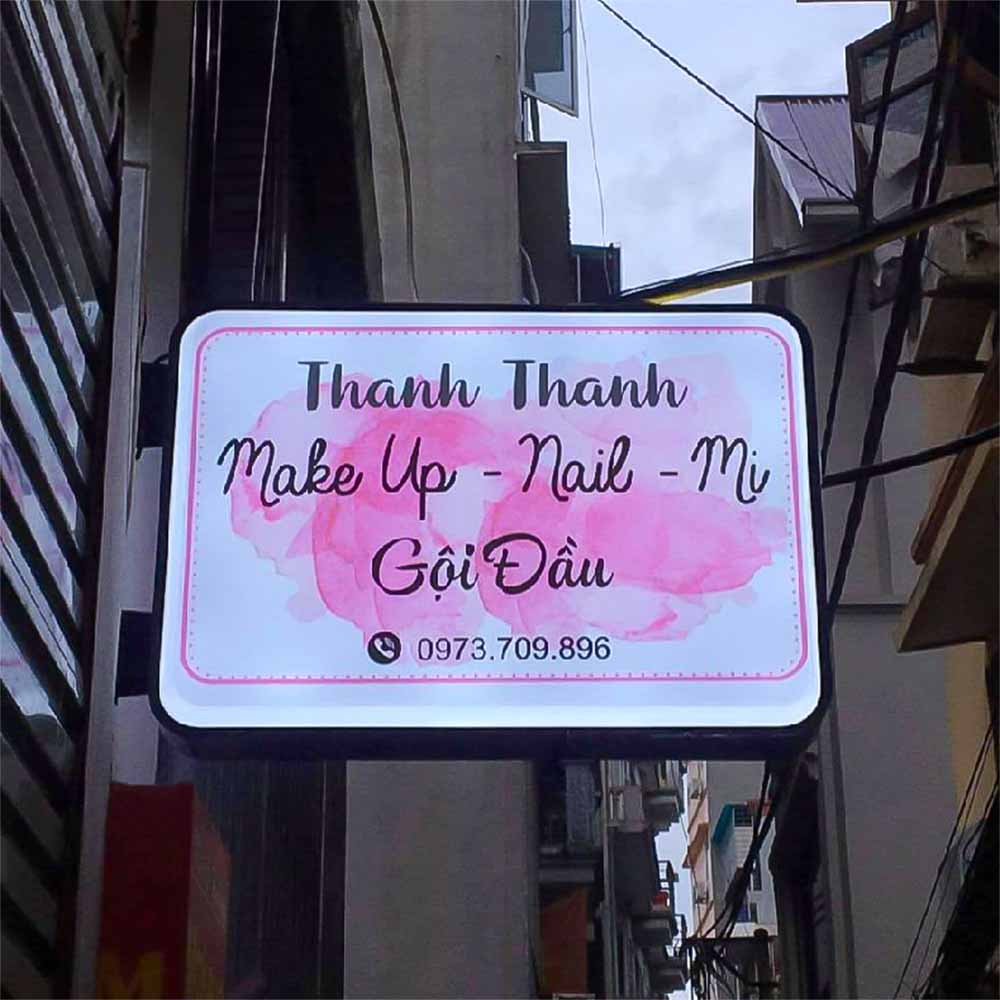 Thanh Thanh
Make Up - Nail - Mi
Gội Đầu
0973.709.896
M